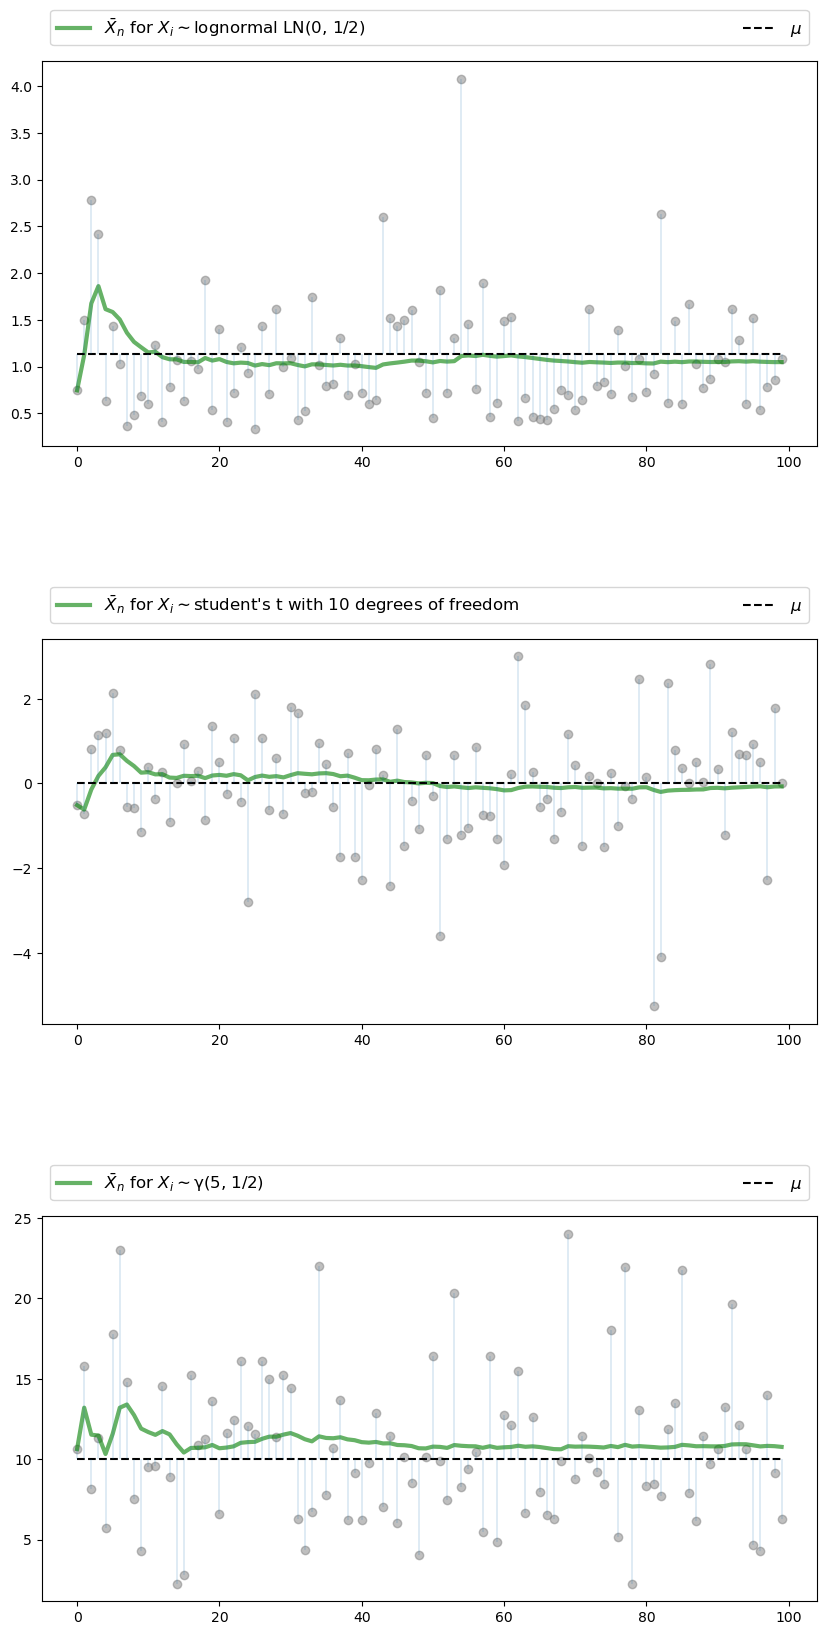 X̄ₙ for Xᵢ ∼ lognormal LN(0, 1/2) μ
4.0
3.5
3.0
2.5
2.0
1.5
1.0
0.5
0 20 40 60 80 100
X̄ₙ for Xᵢ ∼ student's t with 10 degrees of freedom μ
2
0
−2
−4
0 20 40 60 80 100
X̄ₙ for Xᵢ ∼ γ(5, 1/2) μ
25
20
15
10
5
0 20 40 60 80 100